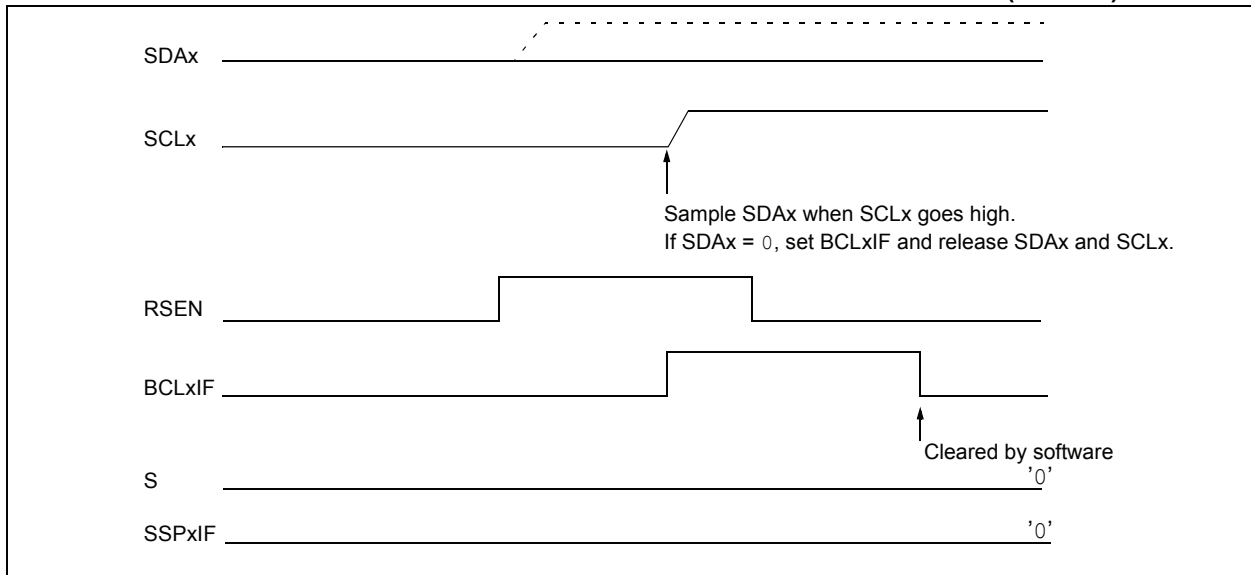 SDAx
SCLx
Sample SDAx when SCLx goes high.
If SDAx = 0, set BCLxIF and release SDAx and SCLx.
RSEN
BCLxIF
Cleared by software
S
'0'
SSPxIF
'0'